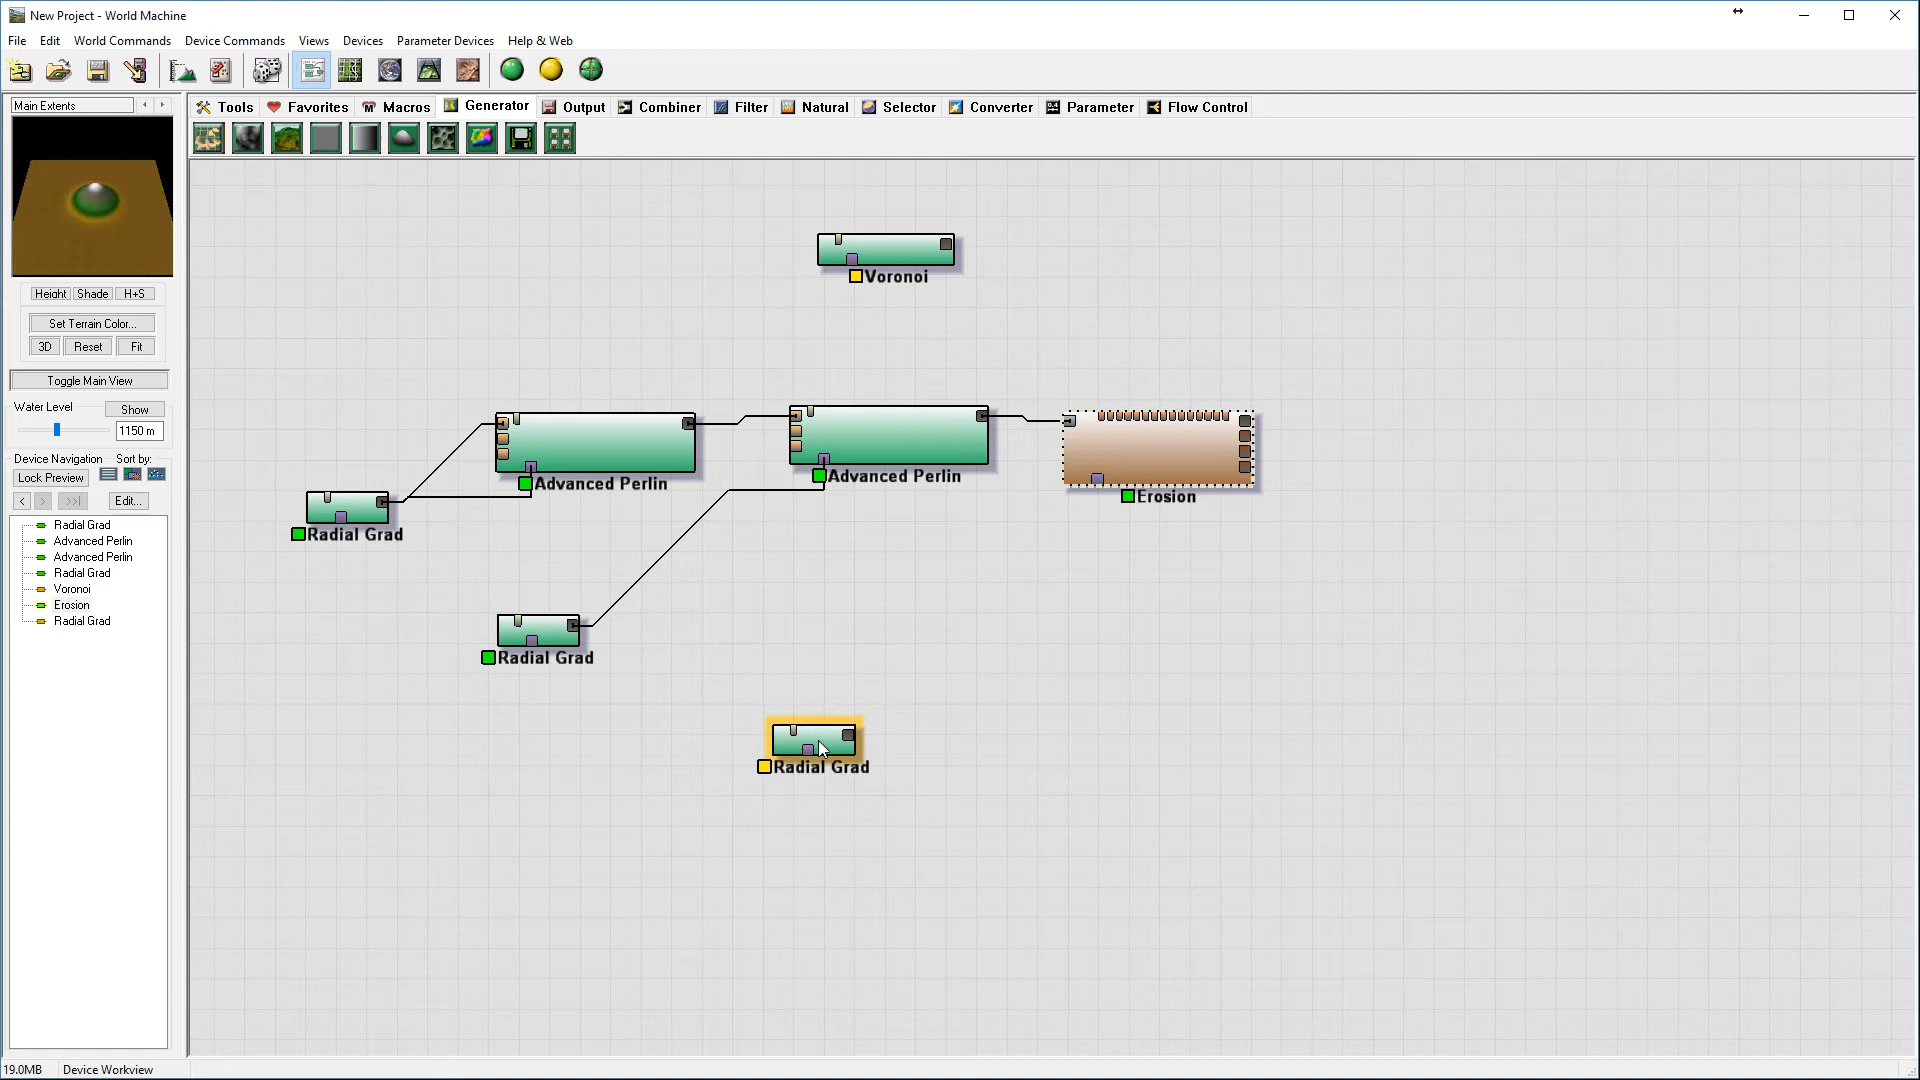 New Project - World Machine
File Edit World Commands Device Commands Views Devices Parameter Devices Help & Web
Main Extents
Tools Favorites Macros Generator Output Combiner Filter Natural Selector Converter Parameter Flow Control
Height Shade H+S
Set Terrain Color...
3D Reset Fit
Toggle Main View
Water Level Show
1150 m
Device Navigation Sort by:
Lock Preview
< > >>| Edit...
Radial Grad
Advanced Perlin
Advanced Perlin
Radial Grad
Voronoi
Erosion
Radial Grad
Voronoi
Advanced Perlin
Advanced Perlin
Erosion
Radial Grad
Radial Grad
Radial Grad
19.0MB Device Workview